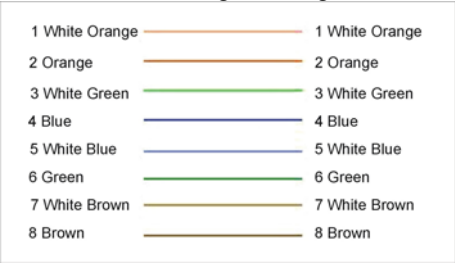 1 White Orange 1 White Orange
2 Orange 2 Orange
3 White Green 3 White Green
4 Blue 4 Blue
5 White Blue 5 White Blue
6 Green 6 Green
7 White Brown 7 White Brown
8 Brown 8 Brown